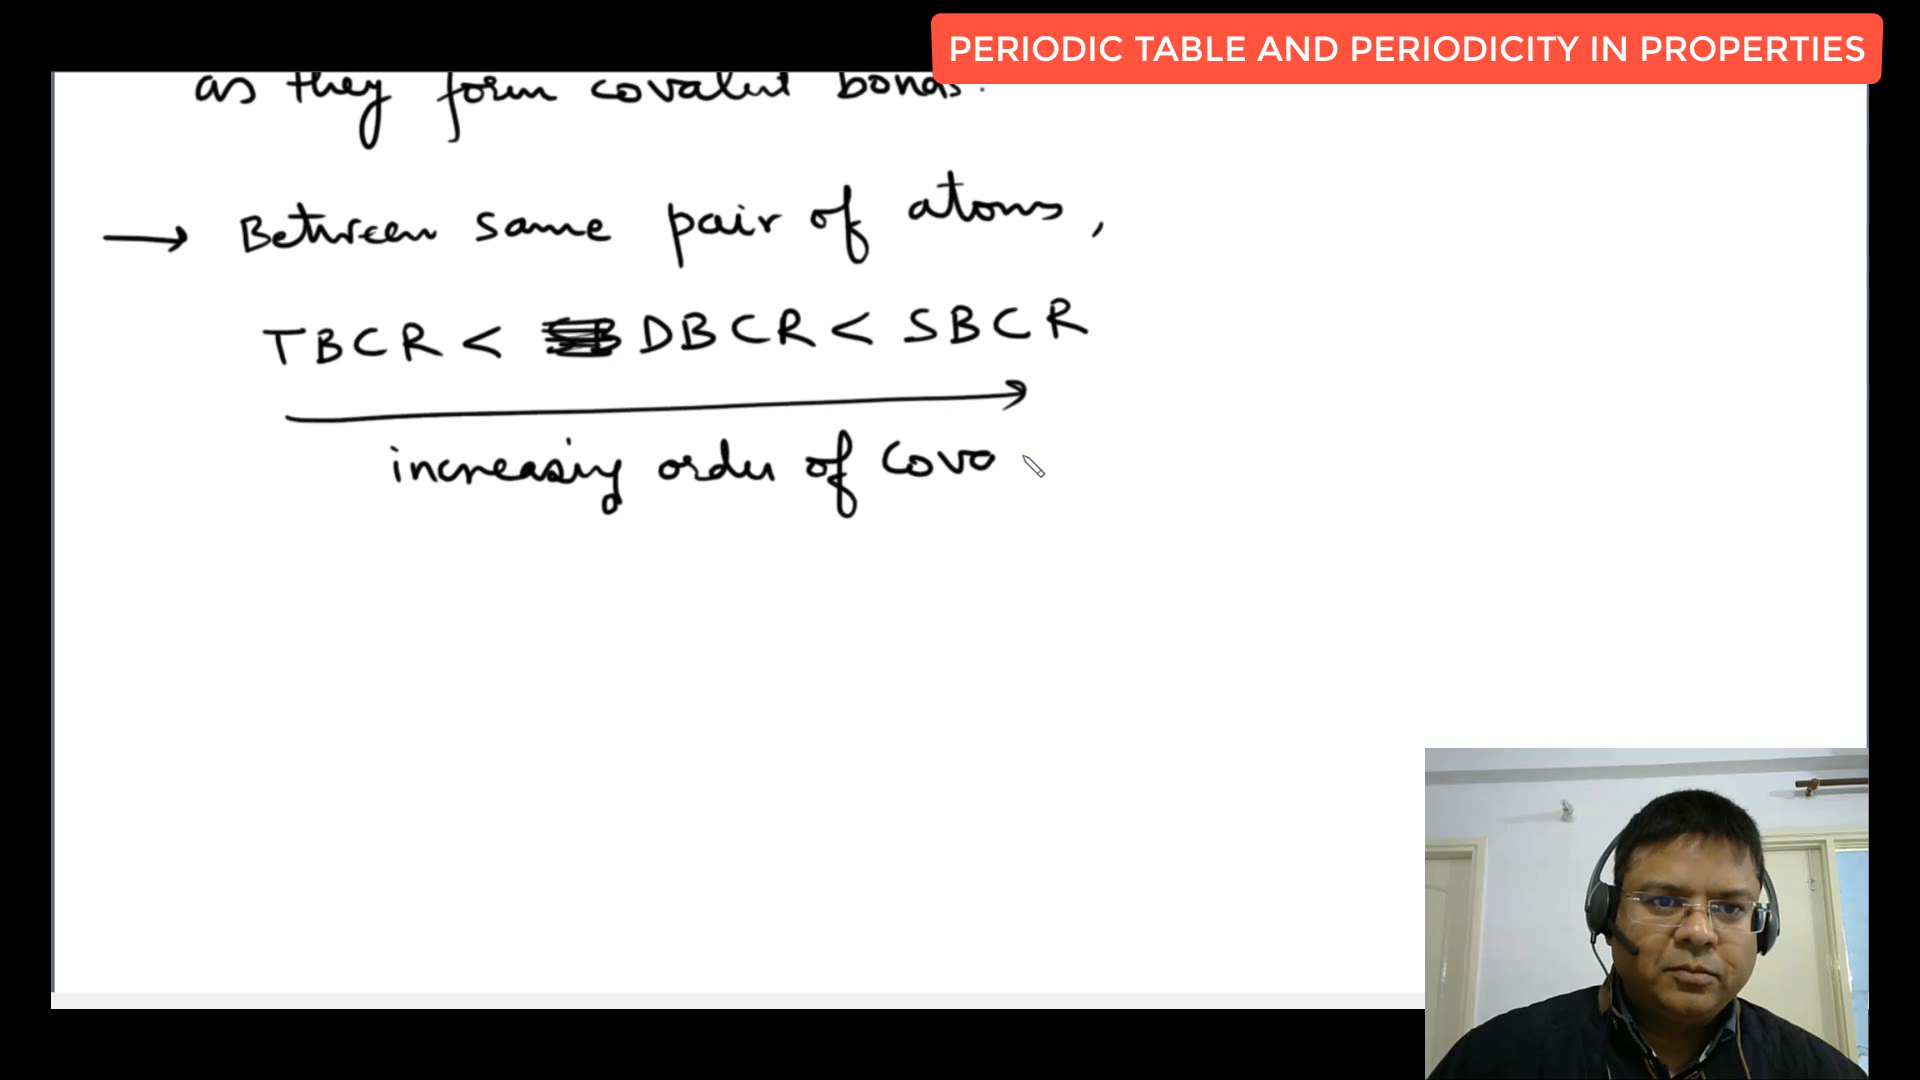 PERIODIC TABLE AND PERIODICITY IN PROPERTIES
as they form covalent bonds.
→ Between same pair of atoms,
TBCR < DBCR < SBCR
increasing order of Cova